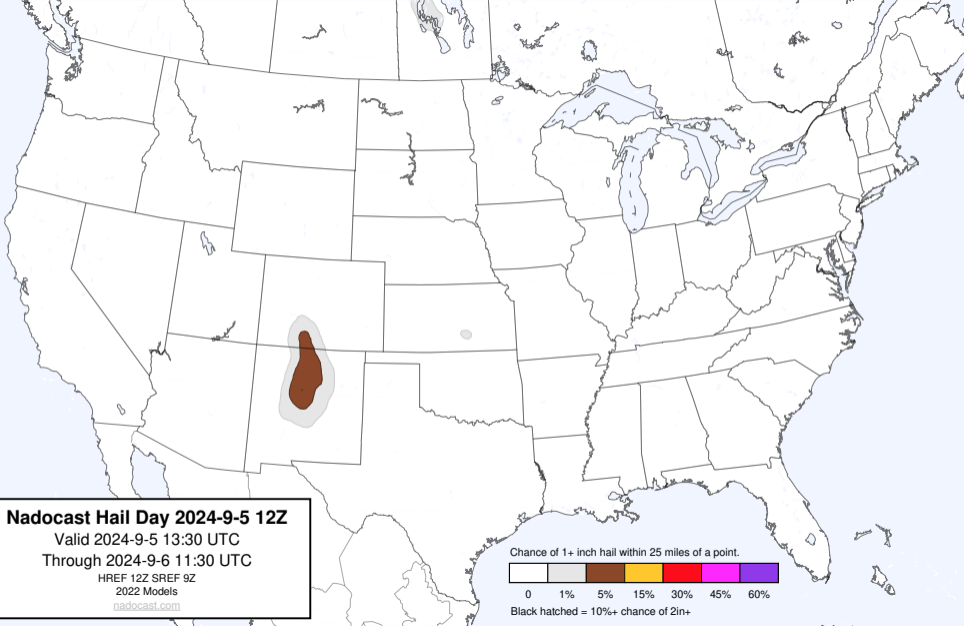 Nadocast Hail Day 2024-9-5 12Z
Valid 2024-9-5 13:30 UTC
Through 2024-9-6 11:30 UTC
HREF 12Z SREF 9Z
2022 Models
nadocast.com
Chance of 1+ inch hail within 25 miles of a point.
0 1% 5% 15% 30% 45% 60%
Black hatched = 10%+ chance of 2in+